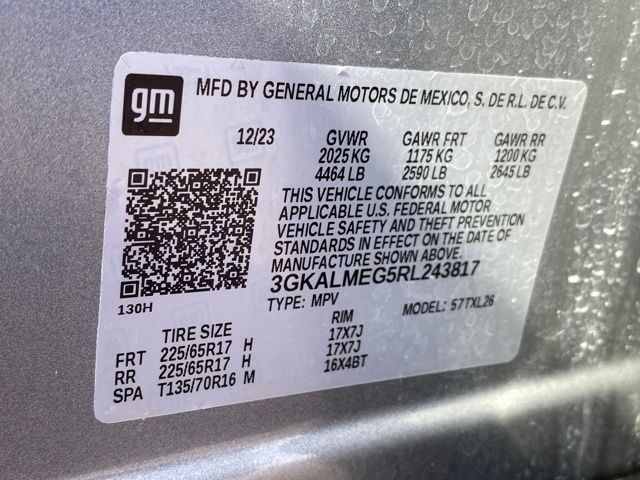 gm
MFD BY GENERAL MOTORS DE MEXICO, S. DE R.L. DE C.V.
12/23 GVWR GAWR FRT GAWR RR
2025 KG 1175 KG 1200 KG
4464 LB 2590 LB 2645 LB
THIS VEHICLE CONFORMS TO ALL
APPLICABLE U.S. FEDERAL MOTOR
VEHICLE SAFETY AND THEFT PREVENTION
STANDARDS IN EFFECT ON THE DATE OF
MANUFACTURE SHOWN ABOVE.
3GKALMEG5RL243817
130H
TYPE: MPV MODEL: 57TXL26
TIRE SIZE RIM
FRT 225/65R17 H 17X7J
RR 225/65R17 H 17X7J
SPA T135/70R16 M 16X4BT